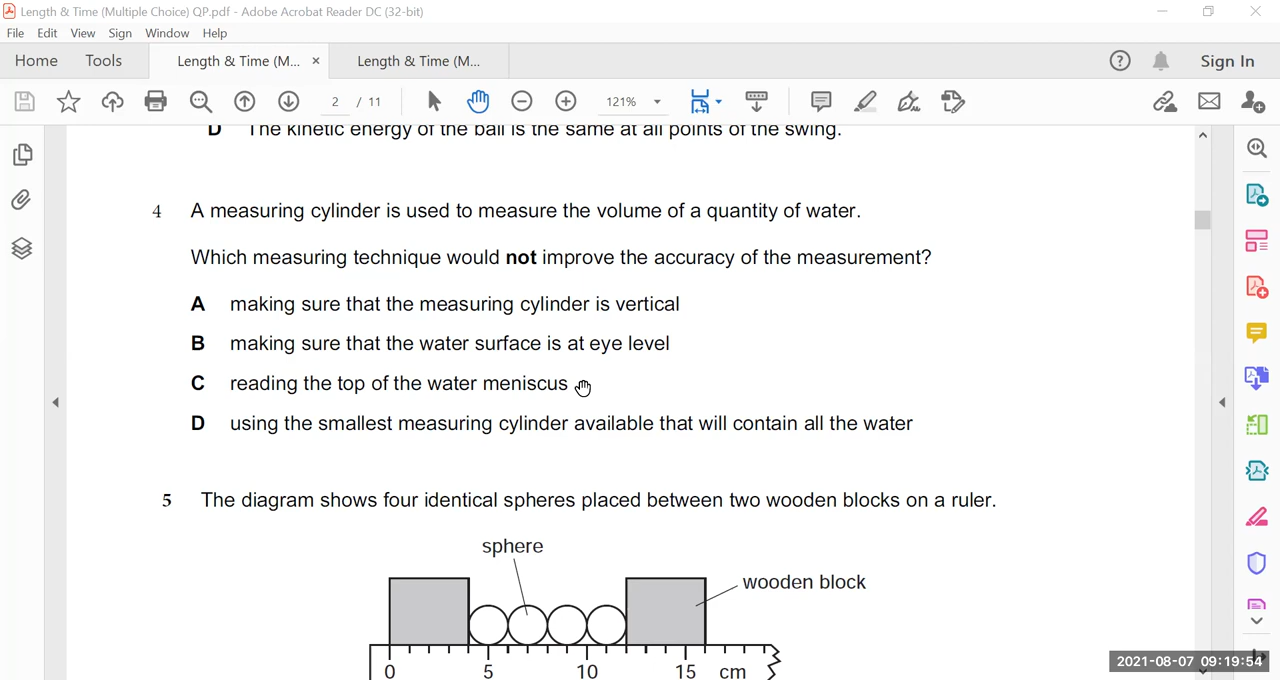 Length & Time (Multiple Choice) QP.pdf - Adobe Acrobat Reader DC (32-bit)
File Edit View Sign Window Help
Home Tools Length & Time (M... × Length & Time (M... Sign In
2 / 11 121%
D The kinetic energy of the ball is the same at all points of the swing.
4 A measuring cylinder is used to measure the volume of a quantity of water.
Which measuring technique would not improve the accuracy of the measurement?
A making sure that the measuring cylinder is vertical
B making sure that the water surface is at eye level
C reading the top of the water meniscus
D using the smallest measuring cylinder available that will contain all the water
5 The diagram shows four identical spheres placed between two wooden blocks on a ruler.
sphere
wooden block
0 5 10 15 cm
2021-08-07 09:19:54